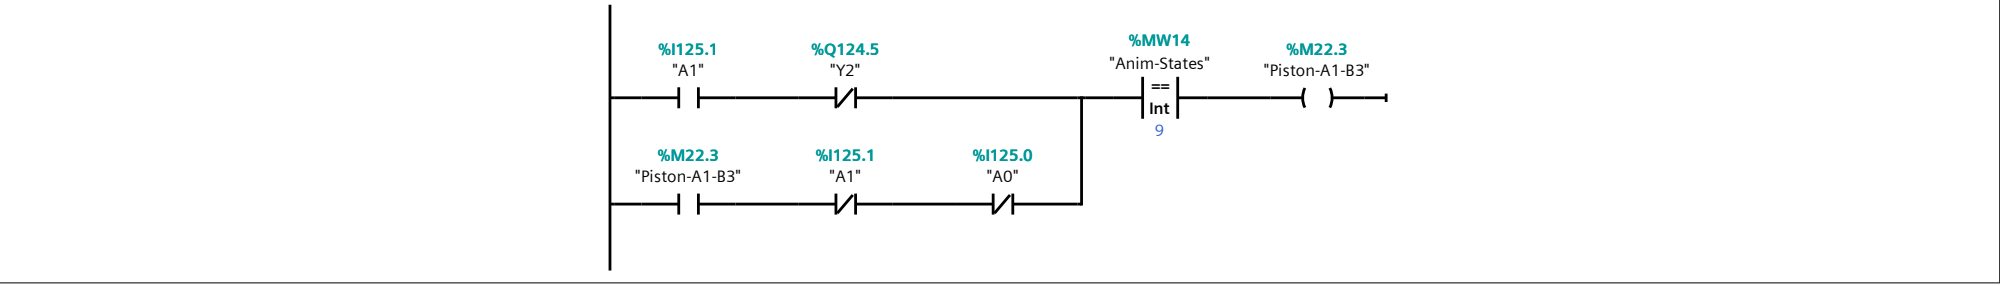 %I125.1 %Q124.5 %MW14 %M22.3
"A1" "Y2" "Anim-States" "Piston-A1-B3"
==
Int
9
%M22.3 %I125.1 %I125.0
"Piston-A1-B3" "A1" "A0"